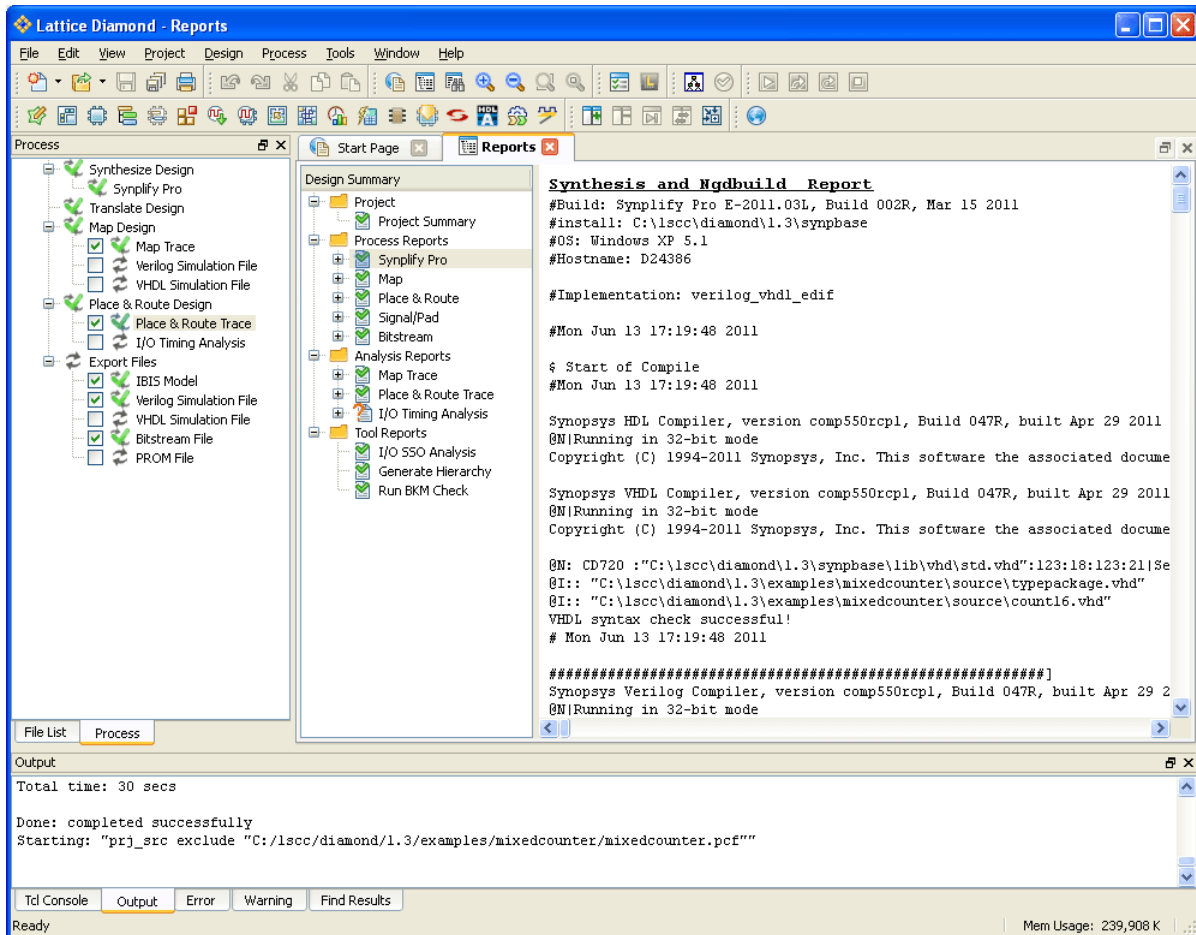 Lattice Diamond - Reports
File Edit View Project Design Process Tools Window Help
Process
Synthesize Design
Synplify Pro
Translate Design
Map Design
Map Trace
Verilog Simulation File
VHDL Simulation File
Place & Route Design
Place & Route Trace
I/O Timing Analysis
Export Files
IBIS Model
Verilog Simulation File
VHDL Simulation File
Bitstream File
PROM File
File List Process
Start Page Reports
Design Summary
Project
Project Summary
Process Reports
Synplify Pro
Map
Place & Route
Signal/Pad
Bitstream
Analysis Reports
Map Trace
Place & Route Trace
I/O Timing Analysis
Tool Reports
I/O SSO Analysis
Generate Hierarchy
Run BKM Check
Synthesis and Ngdbuild Report
#Build: Synplify Pro E-2011.03L, Build 002R, Mar 15 2011
#install: C:\lscc\diamond\1.3\synpbase
#OS: Windows XP 5.1
#Hostname: D24386
#Implementation: verilog_vhdl_edif
#Mon Jun 13 17:19:48 2011
$ Start of Compile
#Mon Jun 13 17:19:48 2011
Synopsys HDL Compiler, version comp550rcp1, Build 047R, built Apr 29 2011
@N|Running in 32-bit mode
Copyright (C) 1994-2011 Synopsys, Inc. This software the associated docume
Synopsys VHDL Compiler, version comp550rcp1, Build 047R, built Apr 29 2011
@N|Running in 32-bit mode
Copyright (C) 1994-2011 Synopsys, Inc. This software the associated docume
@N: CD720 :"C:\lscc\diamond\1.3\synpbase\lib\vhd\std.vhd":123:18:123:21|Se
@I:: "C:\lscc\diamond\1.3\examples\mixedcounter\source\typepackage.vhd"
@I:: "C:\lscc\diamond\1.3\examples\mixedcounter\source\count16.vhd"
VHDL syntax check successful!
# Mon Jun 13 17:19:48 2011
###########################################################]
Synopsys Verilog Compiler, version comp550rcp1, Build 047R, built Apr 29 2
@N|Running in 32-bit mode
Output
Total time: 30 secs
Done: completed successfully
Starting: "prj_src exclude "C:/lscc/diamond/1.3/examples/mixedcounter/mixedcounter.pcf""
Tcl Console Output Error Warning Find Results
Ready Mem Usage: 239,908 K